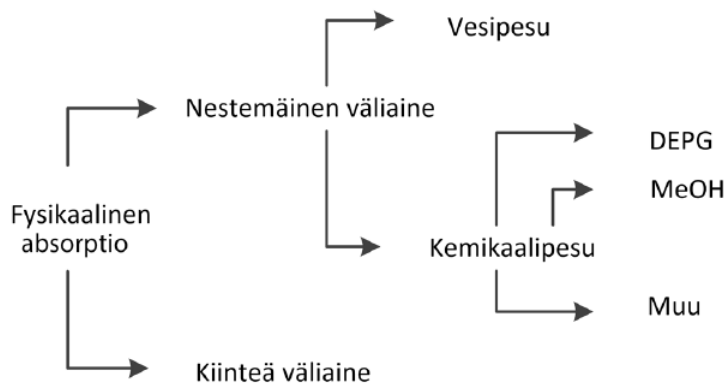 Vesipesu
Nestemäinen väliaine
DEPG
MeOH
Fysikaalinen
absorptio
Kemikaalipesu
Muu
Kiinteä väliaine